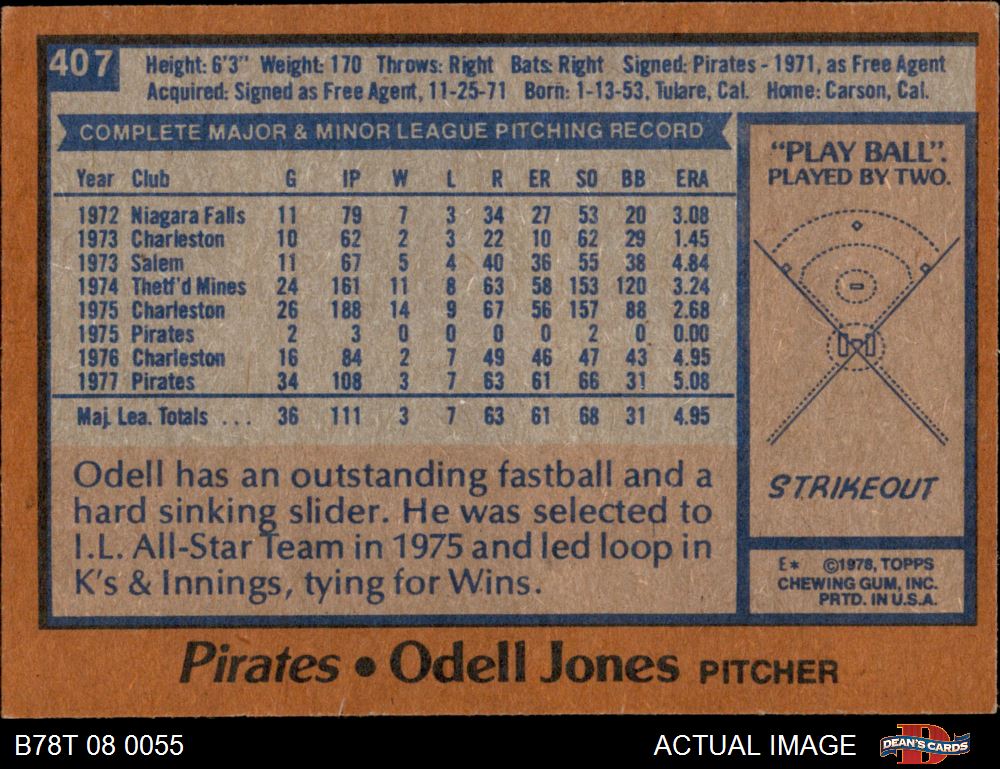 407
Height: 6'3" Weight: 170 Throws: Right Bats: Right Signed: Pirates - 1971, as Free Agent
Acquired: Signed as Free Agent, 11-25-71 Born: 1-13-53, Tulare, Cal. Home: Carson, Cal.
COMPLETE MAJOR & MINOR LEAGUE PITCHING RECORD
Year Club G IP W L R ER SO BB ERA
1972 Niagara Falls 11 79 7 3 34 27 53 20 3.08
1973 Charleston 10 62 2 3 22 10 62 29 1.45
1973 Salem 11 67 5 4 40 36 55 38 4.84
1974 Thetf'd Mines 24 161 11 8 63 58 153 120 3.24
1975 Charleston 26 188 14 9 67 56 157 88 2.68
1975 Pirates 2 3 0 0 0 0 2 0 0.00
1976 Charleston 16 84 2 7 49 46 47 43 4.95
1977 Pirates 34 108 3 7 63 61 66 31 5.08
Maj. Lea. Totals . . . 36 111 3 7 63 61 68 31 4.95
Odell has an outstanding fastball and a
hard sinking slider. He was selected to
I.L. All-Star Team in 1975 and led loop in
K's & Innings, tying for Wins.
"PLAY BALL".
PLAYED BY TWO.
STRIKEOUT
E* ©1978, TOPPS
CHEWING GUM, INC.
PRTD. IN U.S.A.
Pirates • Odell Jones PITCHER
B78T 08 0055
ACTUAL IMAGE
DEAN'S CARDS